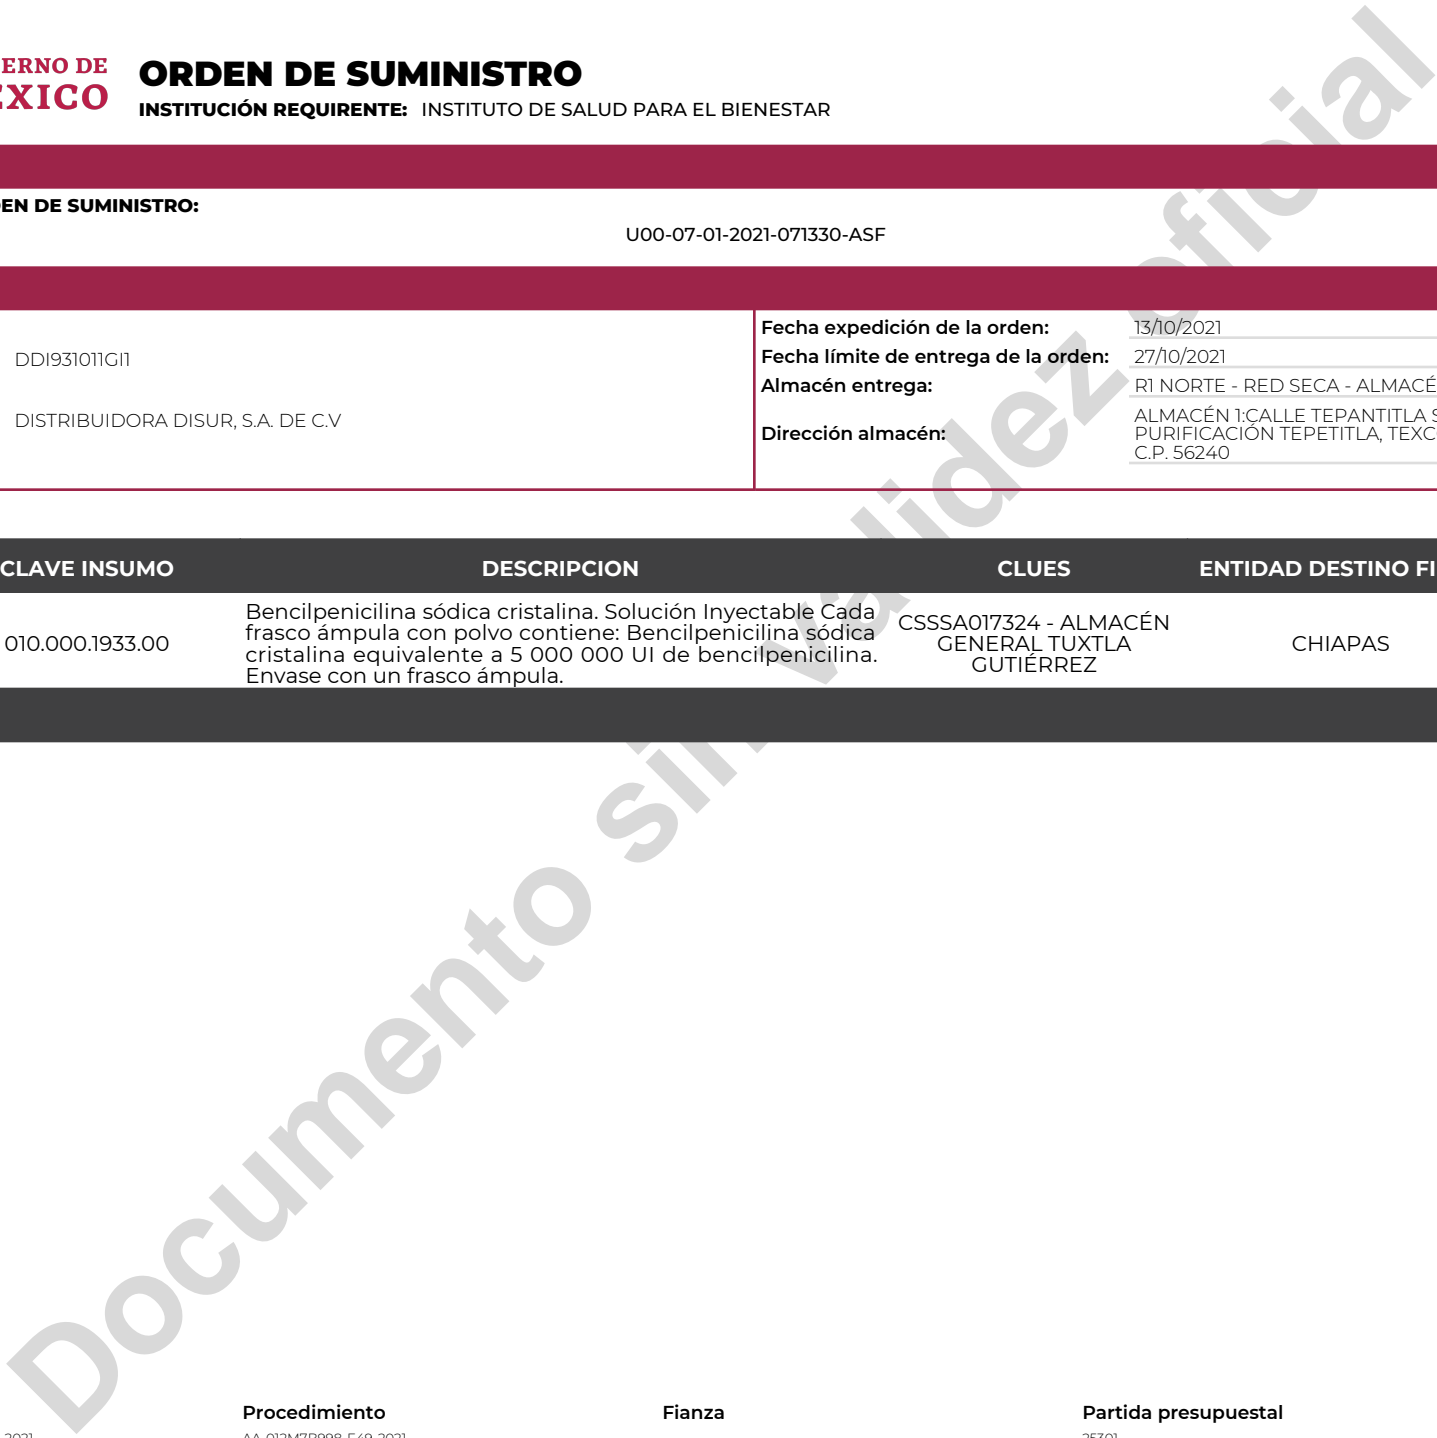 ERNO DE
EXICO
ORDEN DE SUMINISTRO
INSTITUCIÓN REQUIRENTE: INSTITUTO DE SALUD PARA EL BIENESTAR
EN DE SUMINISTRO:
U00-07-01-2021-071330-ASF
DDI931011GI1
DISTRIBUIDORA DISUR, S.A. DE C.V
Fecha expedición de la orden: 13/10/2021
Fecha límite de entrega de la orden: 27/10/2021
Almacén entrega: R1 NORTE - RED SECA - ALMACÉ
Dirección almacén: ALMACÉN 1:CALLE TEPANTITLA S
PURIFICACIÓN TEPETITLA, TEXC
C.P. 56240
CLAVE INSUMO DESCRIPCION CLUES ENTIDAD DESTINO FI
010.000.1933.00
Bencilpenicilina sódica cristalina. Solución Inyectable Cada
frasco ámpula con polvo contiene: Bencilpenicilina sódica
cristalina equivalente a 5 000 000 UI de bencilpenicilina.
Envase con un frasco ámpula.
CSSSA017324 - ALMACÉN
GENERAL TUXTLA
GUTIÉRREZ
CHIAPAS
Documento sin validez oficial
Procedimiento Fianza Partida presupuestal